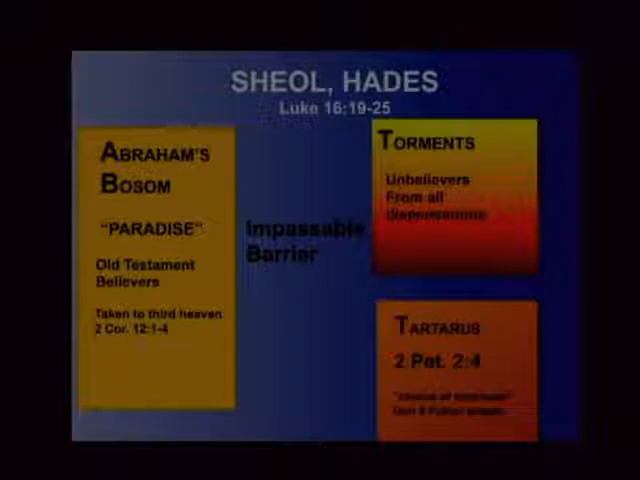 SHEOL, HADES
Luke 16:19-25
ABRAHAM'S
BOSOM
"PARADISE"
Old Testament
Believers
Taken to third heaven
2 Cor. 12:1-4
Impassable
Barrier
TORMENTS
Unbelievers
From all
dispensations
TARTARUS
2 Pet. 2:4